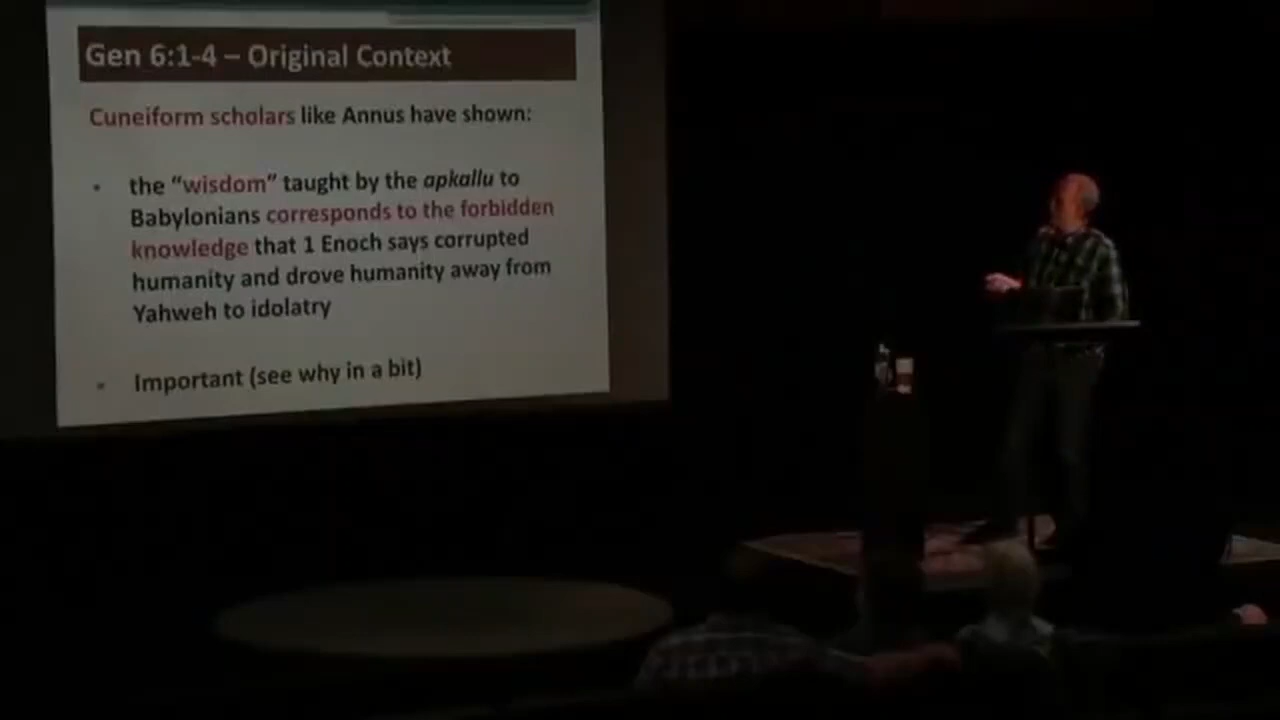 Gen 6:1-4 – Original Context
Cuneiform scholars like Annus have shown:
• the “wisdom” taught by the apkallu to
Babylonians corresponds to the forbidden
knowledge that 1 Enoch says corrupted
humanity and drove humanity away from
Yahweh to idolatry
• Important (see why in a bit)